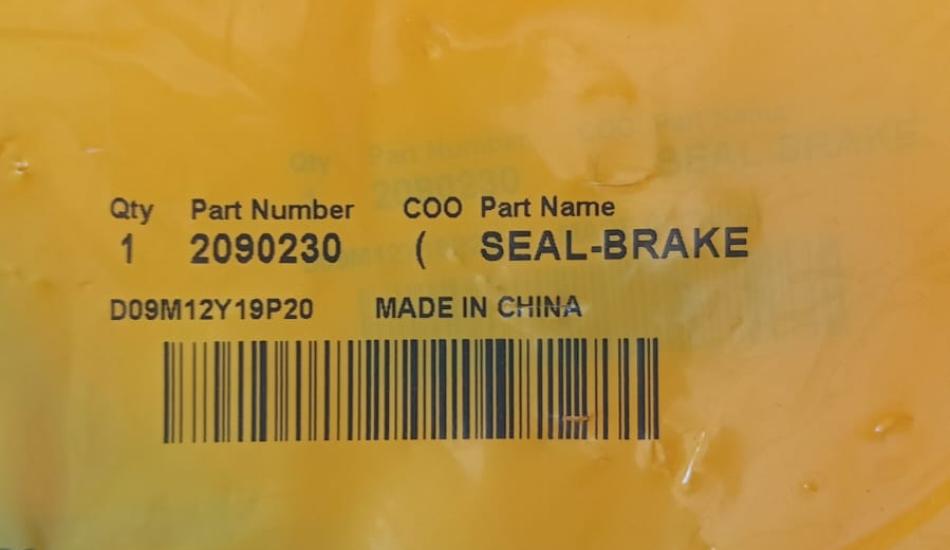 Qty Part Number COO Part Name
1 2090230 ( SEAL-BRAKE
D09M12Y19P20 MADE IN CHINA